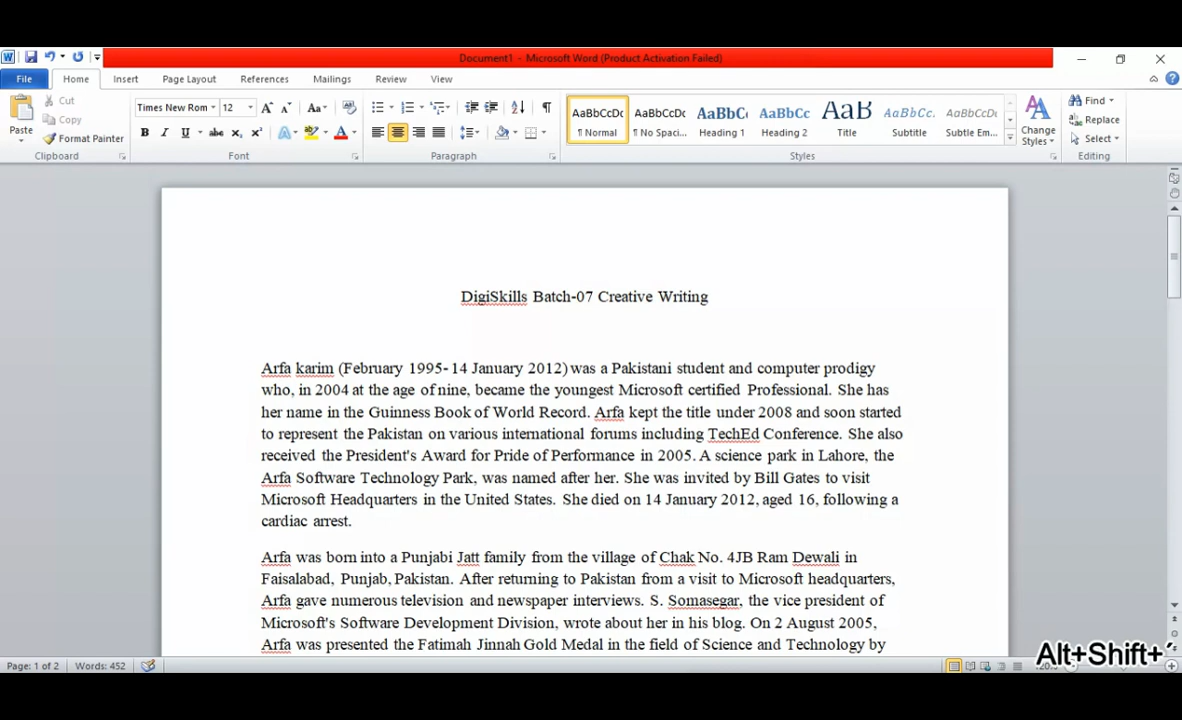 Document1 - Microsoft Word (Product Activation Failed)
File Home Insert Page Layout References Mailings Review View
Paste Cut Copy Format Painter Clipboard
Times New Rom 12 Aa B I U abc x₂ x² A ab A Font
Paragraph
AaBbCcDc AaBbCcDc AaBbC AaBbCc AaB AaBbCc. AaBbCcDc
¶ Normal ¶ No Spaci... Heading 1 Heading 2 Title Subtitle Subtle Em...
Styles
Change Styles
Find Replace Select Editing
DigiSkills Batch-07 Creative Writing
Arfa karim (February 1995- 14 January 2012) was a Pakistani student and computer prodigy
who, in 2004 at the age of nine, became the youngest Microsoft certified Professional. She has
her name in the Guinness Book of World Record. Arfa kept the title under 2008 and soon started
to represent the Pakistan on various international forums including TechEd Conference. She also
received the President's Award for Pride of Performance in 2005. A science park in Lahore, the
Arfa Software Technology Park, was named after her. She was invited by Bill Gates to visit
Microsoft Headquarters in the United States. She died on 14 January 2012, aged 16, following a
cardiac arrest.
Arfa was born into a Punjabi Jatt family from the village of Chak No. 4JB Ram Dewali in
Faisalabad, Punjab, Pakistan. After returning to Pakistan from a visit to Microsoft headquarters,
Arfa gave numerous television and newspaper interviews. S. Somasegar, the vice president of
Microsoft's Software Development Division, wrote about her in his blog. On 2 August 2005,
Arfa was presented the Fatimah Jinnah Gold Medal in the field of Science and Technology by
Page: 1 of 2 Words: 452
Alt+Shift+